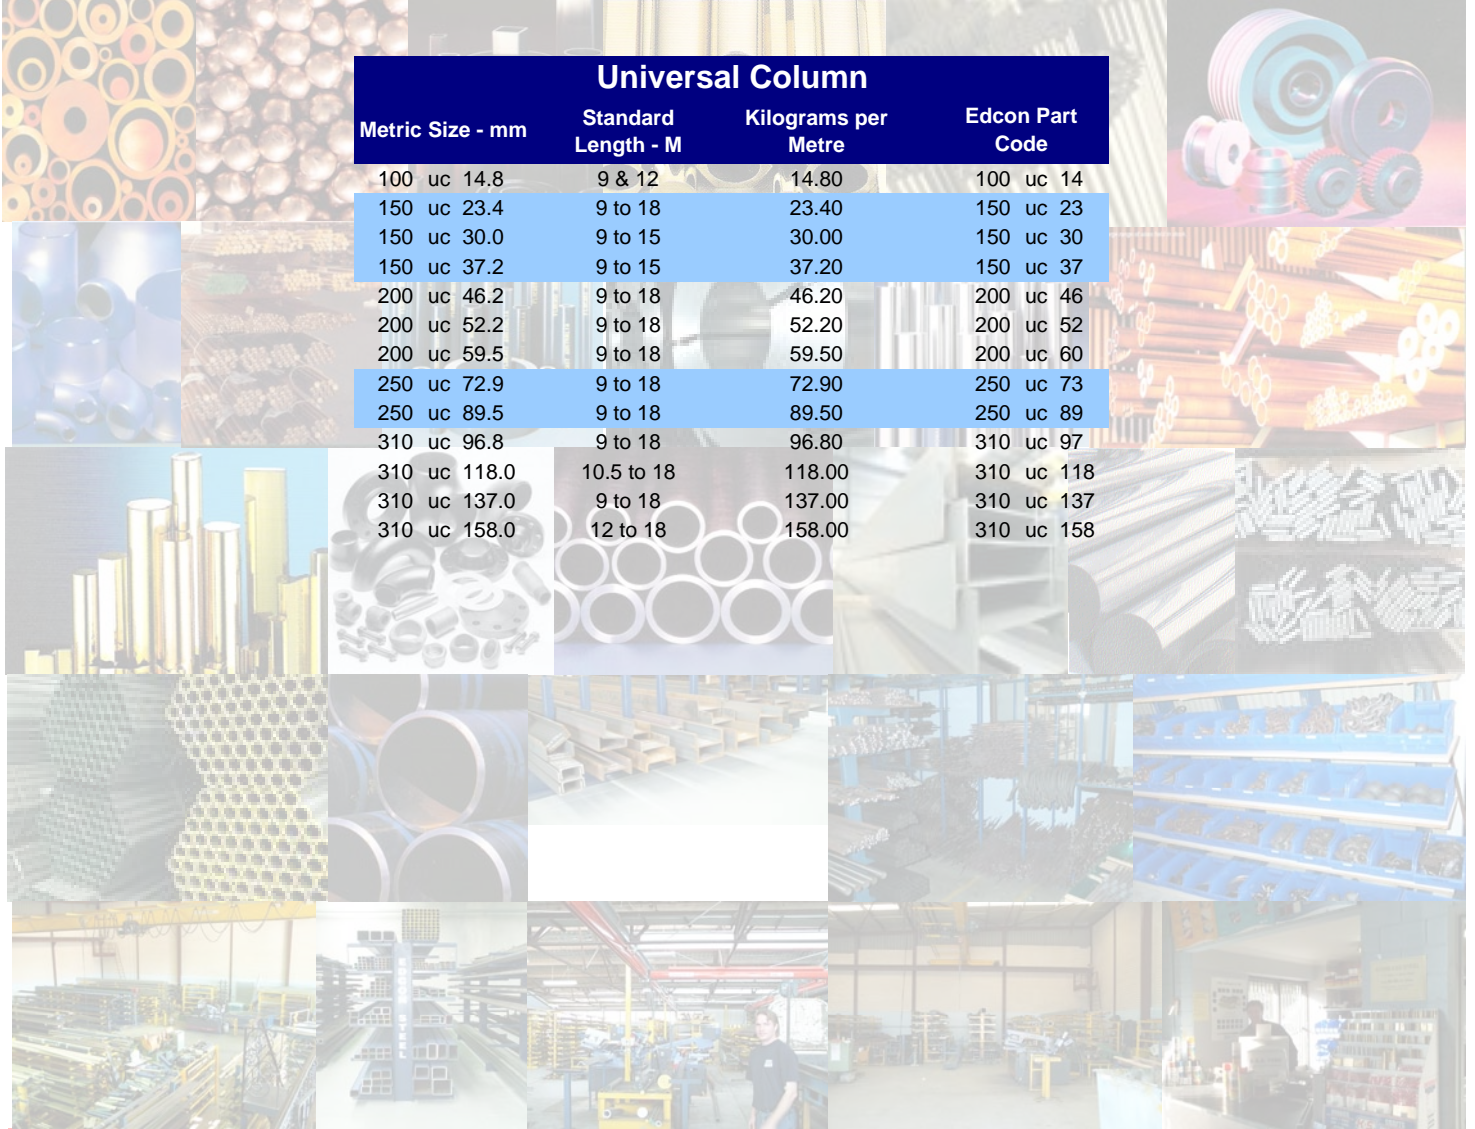 Universal Column
Metric Size - mm Standard Length - M Kilograms per Metre Edcon Part Code
100 uc 14.8 9 & 12 14.80 100 uc 14
150 uc 23.4 9 to 18 23.40 150 uc 23
150 uc 30.0 9 to 15 30.00 150 uc 30
150 uc 37.2 9 to 15 37.20 150 uc 37
200 uc 46.2 9 to 18 46.20 200 uc 46
200 uc 52.2 9 to 18 52.20 200 uc 52
200 uc 59.5 9 to 18 59.50 200 uc 60
250 uc 72.9 9 to 18 72.90 250 uc 73
250 uc 89.5 9 to 18 89.50 250 uc 89
310 uc 96.8 9 to 18 96.80 310 uc 97
310 uc 118.0 10.5 to 18 118.00 310 uc 118
310 uc 137.0 9 to 18 137.00 310 uc 137
310 uc 158.0 12 to 18 158.00 310 uc 158
EDCON STEEL